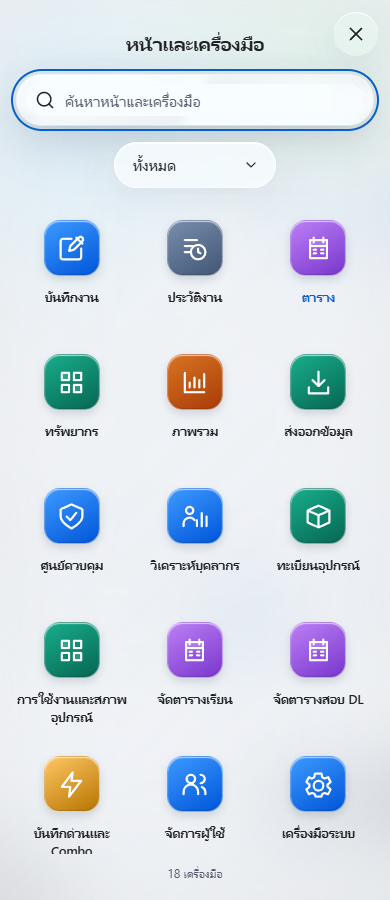 หน้าและเครื่องมือ
ค้นหาหน้าและเครื่องมือ
ทั้งหมด
บันทึกงาน
ประวัติงาน
ตาราง
ทรัพยากร
ภาพรวม
ส่งออกข้อมูล
ศูนย์ควบคุม
วิเคราะห์บุคลากร
ทะเบียนอุปกรณ์
การใช้งานและสภาพ
อุปกรณ์
จัดตารางเรียน
จัดตารางสอบ DL
บันทึกด่วนและ
Combo
จัดการผู้ใช้
เครื่องมือระบบ
18 เครื่องมือ